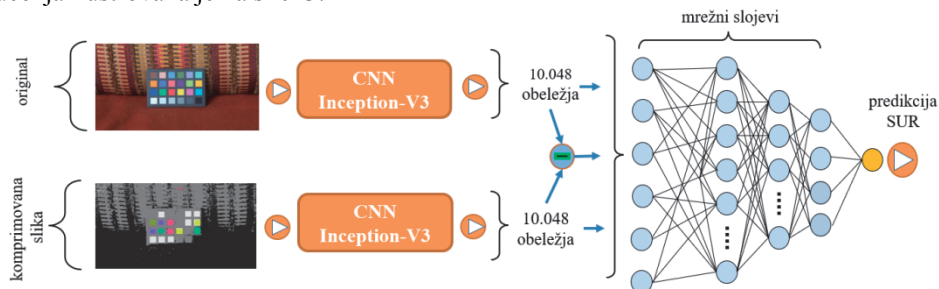 mrežni slojevi
original
CNN
Inception-V3
10.048
obeležja
predikcija
SUR
komprimovana
slika
CNN
Inception-V3
10.048
obeležja